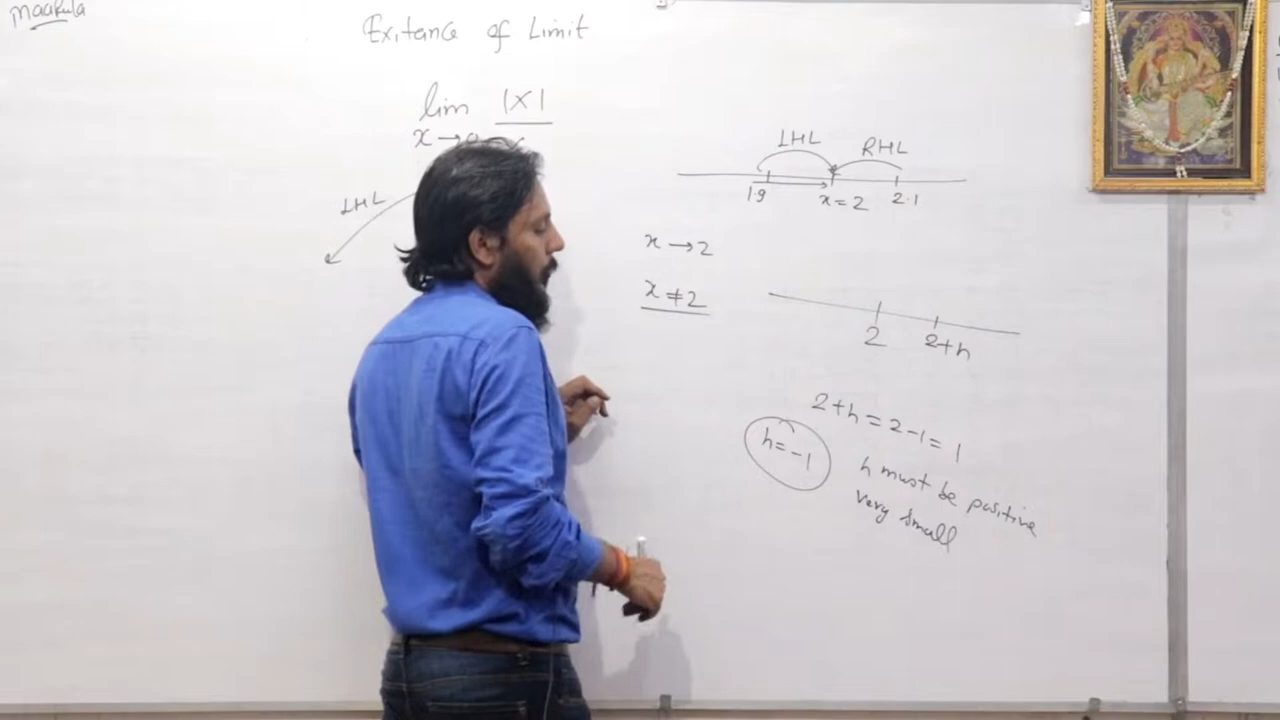 maarula
Exitance of Limit
lim |x|
x→
LHL
LHL RHL
1.9 x=2 2.1
x→2
x≠2
2 2+h
2+h=2-1=1
h=-1
h must be positive
very small